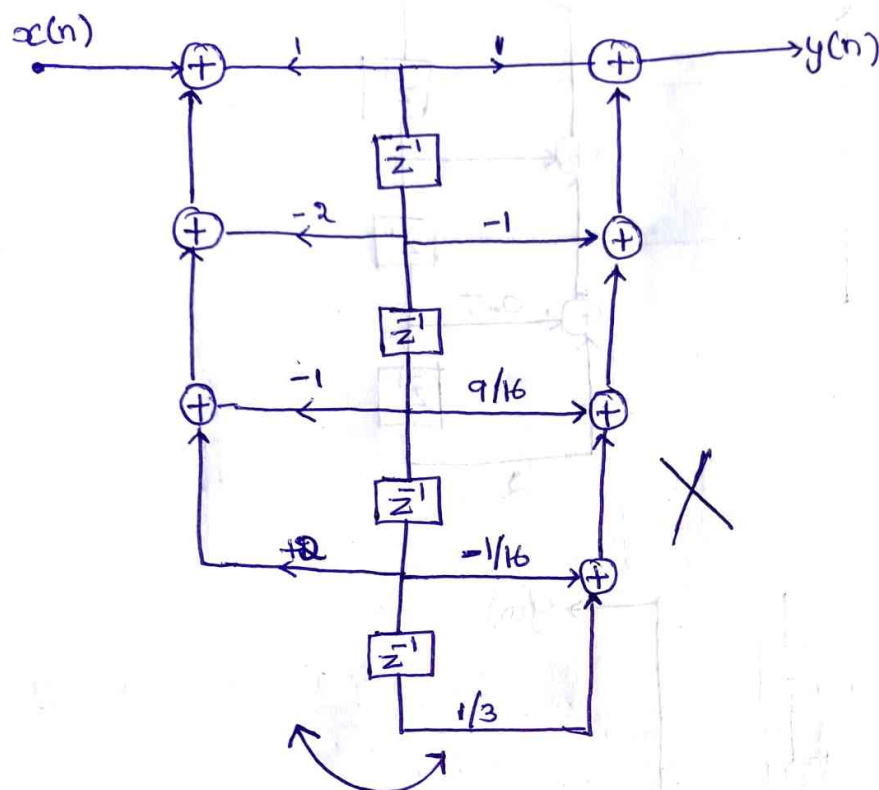 x(n) + 1 1 + y(n)
z⁻¹
+ -2 -1 +
z⁻¹
+ -1 9/16 +
z⁻¹
-1/16 +
z⁻¹
1/3